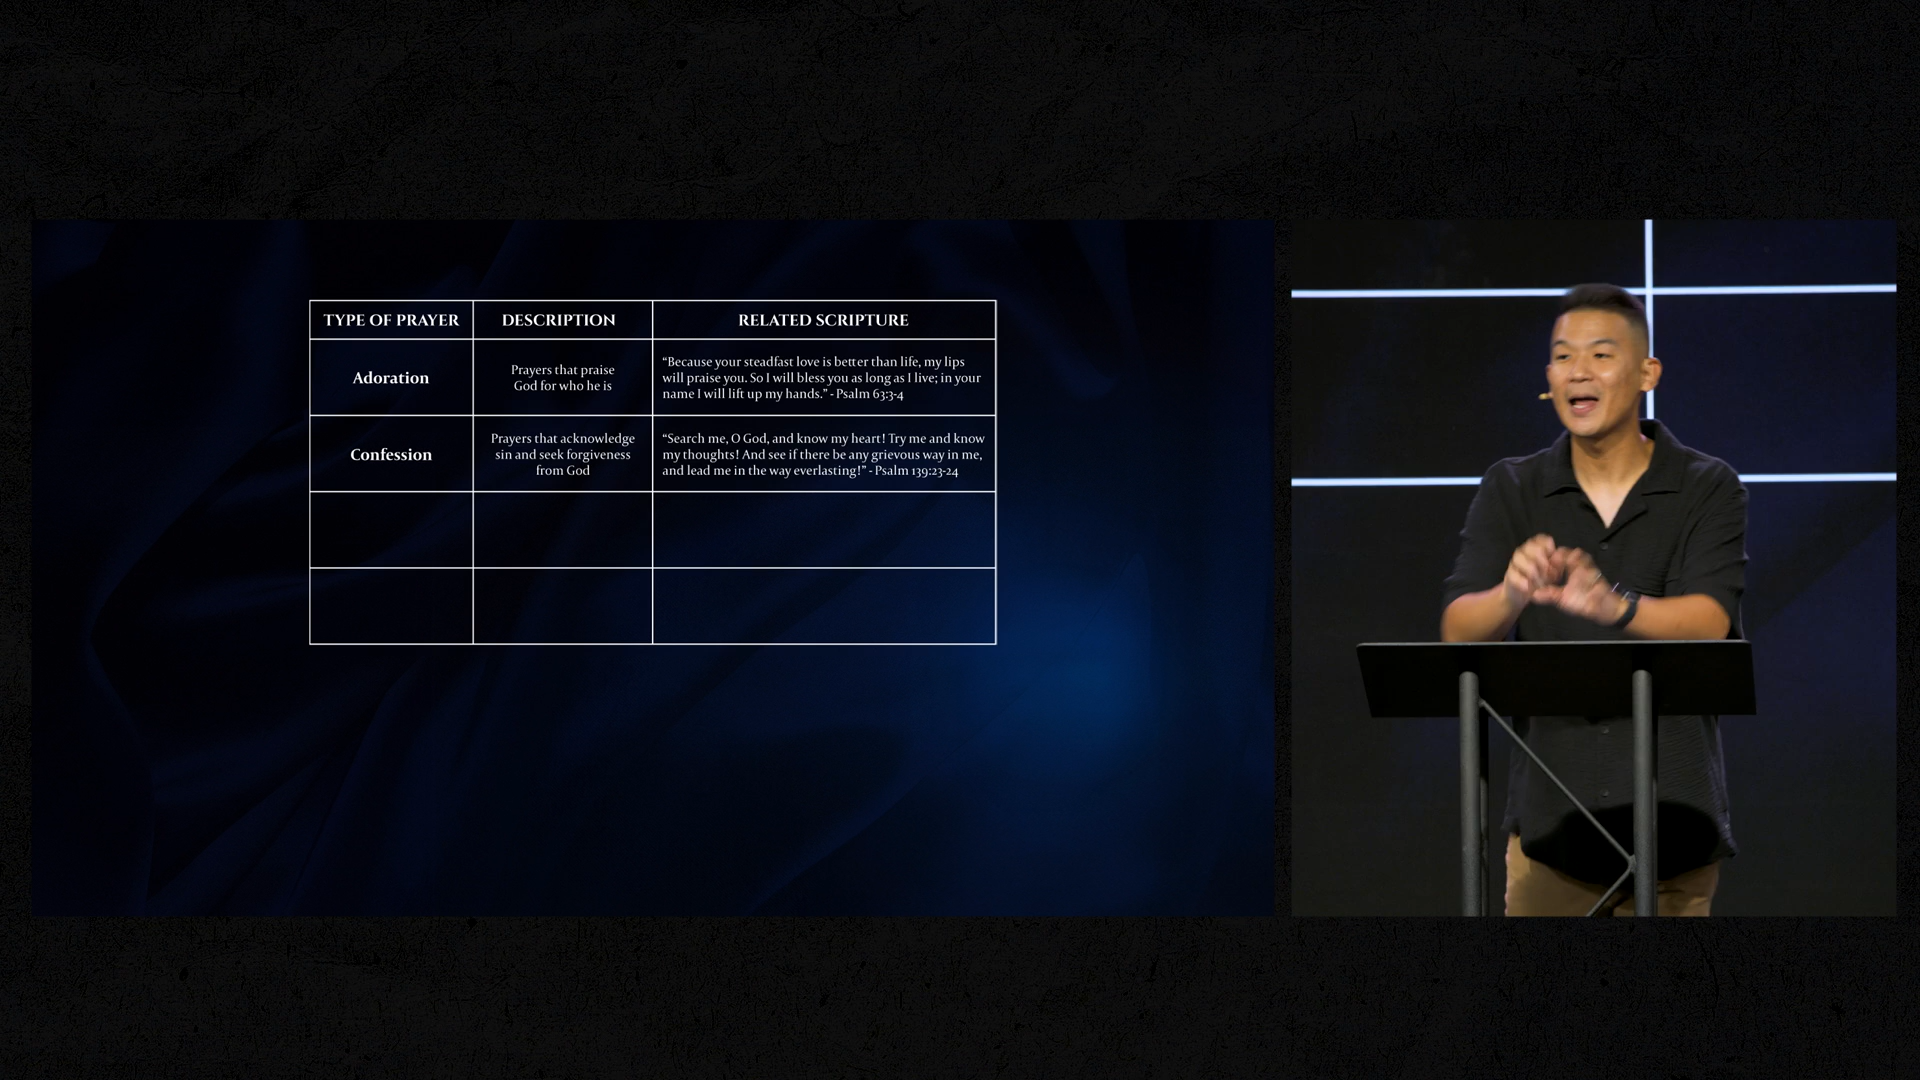 TYPE OF PRAYER
DESCRIPTION
RELATED SCRIPTURE
Adoration
Prayers that praise
God for who he is
“Because your steadfast love is better than life, my lips
will praise you. So I will bless you as long as I live; in your
name I will lift up my hands.” - Psalm 63:3-4
Confession
Prayers that acknowledge
sin and seek forgiveness
from God
“Search me, O God, and know my heart! Try me and know
my thoughts! And see if there be any grievous way in me,
and lead me in the way everlasting!” - Psalm 139:23-24